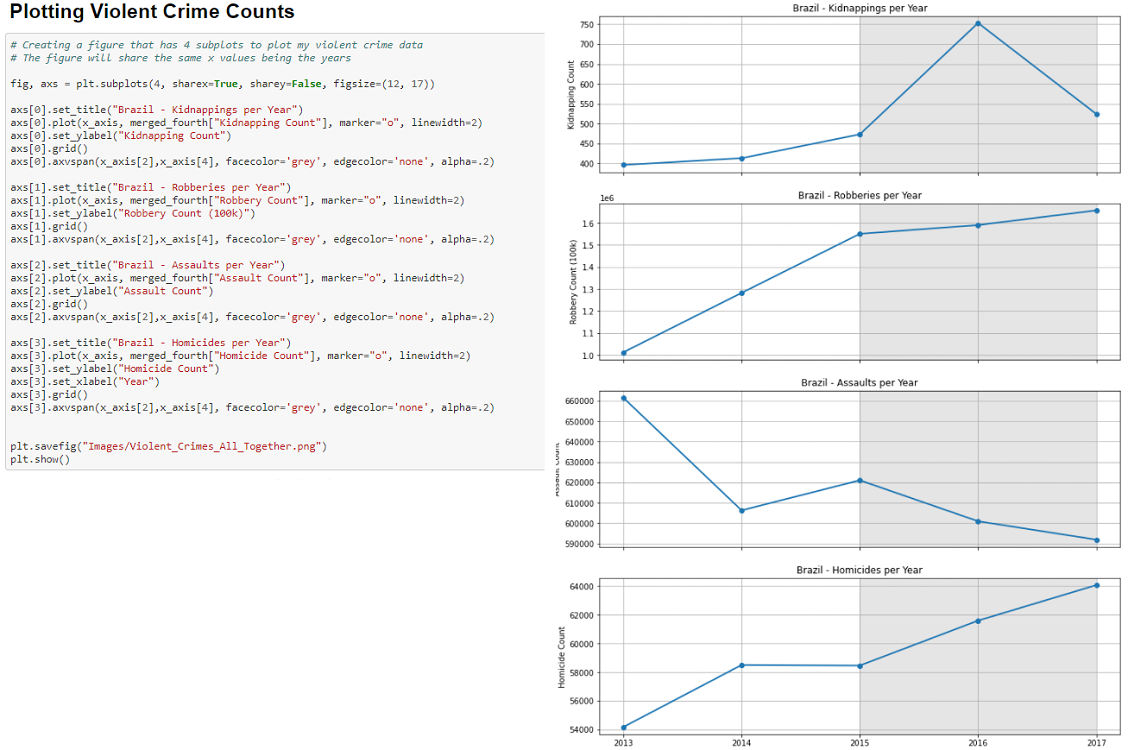 Plotting Violent Crime Counts
# Creating a figure that has 4 subplots to plot my violent crime data
# The figure will share the same x values being the years
fig, axs = plt.subplots(4, sharex=True, sharey=False, figsize=(12, 17))
axs[0].set_title("Brazil - Kidnappings per Year")
axs[0].plot(x_axis, merged_fourth["Kidnapping Count"], marker="o", linewidth=2)
axs[0].set_ylabel("Kidnapping Count")
axs[0].grid()
axs[0].axvspan(x_axis[2],x_axis[4], facecolor='grey', edgecolor='none', alpha=.2)
axs[1].set_title("Brazil - Robberies per Year")
axs[1].plot(x_axis, merged_fourth["Robbery Count"], marker="o", linewidth=2)
axs[1].set_ylabel("Robbery Count (100k)")
axs[1].grid()
axs[1].axvspan(x_axis[2],x_axis[4], facecolor='grey', edgecolor='none', alpha=.2)
axs[2].set_title("Brazil - Assaults per Year")
axs[2].plot(x_axis, merged_fourth["Assault Count"], marker="o", linewidth=2)
axs[2].set_ylabel("Assault Count")
axs[2].grid()
axs[2].axvspan(x_axis[2],x_axis[4], facecolor='grey', edgecolor='none', alpha=.2)
axs[3].set_title("Brazil - Homicides per Year")
axs[3].plot(x_axis, merged_fourth["Homicide Count"], marker="o", linewidth=2)
axs[3].set_ylabel("Homicide Count")
axs[3].set_xlabel("Year")
axs[3].grid()
axs[3].axvspan(x_axis[2],x_axis[4], facecolor='grey', edgecolor='none', alpha=.2)
plt.savefig("Images/Violent_Crimes_All_Together.png")
plt.show()
Brazil - Kidnappings per Year
Kidnapping Count
750
700
650
600
550
500
450
400
Brazil - Robberies per Year
1e6
Robbery Count (100k)
1.6
1.5
1.4
1.3
1.2
1.1
1.0
Brazil - Assaults per Year
660000
650000
640000
630000
620000
610000
600000
590000
Brazil - Homicides per Year
Homicide Count
64000
62000
60000
58000
56000
54000
2013 2014 2015 2016 2017